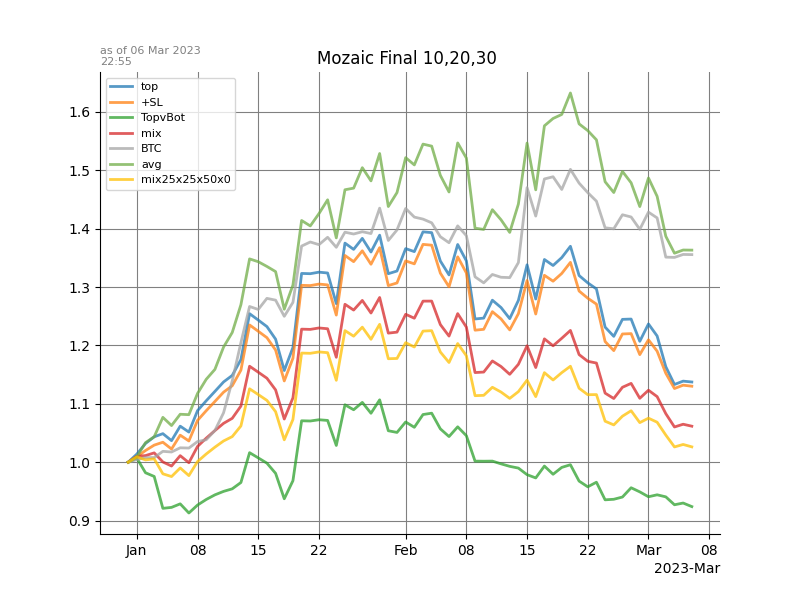 as of 06 Mar 2023
22:55
Mozaic Final 10,20,30
top
+SL
TopvBot
mix
BTC
avg
mix25x25x50x0
1.6
1.5
1.4
1.3
1.2
1.1
1.0
0.9
Jan 08 15 22 Feb 08 15 22 Mar 08
2023-Mar